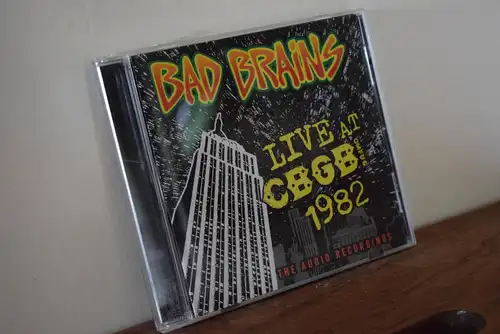 BAD BRAINS
LIVE AT
CBGB
1982
THE AUDIO RECORDINGS